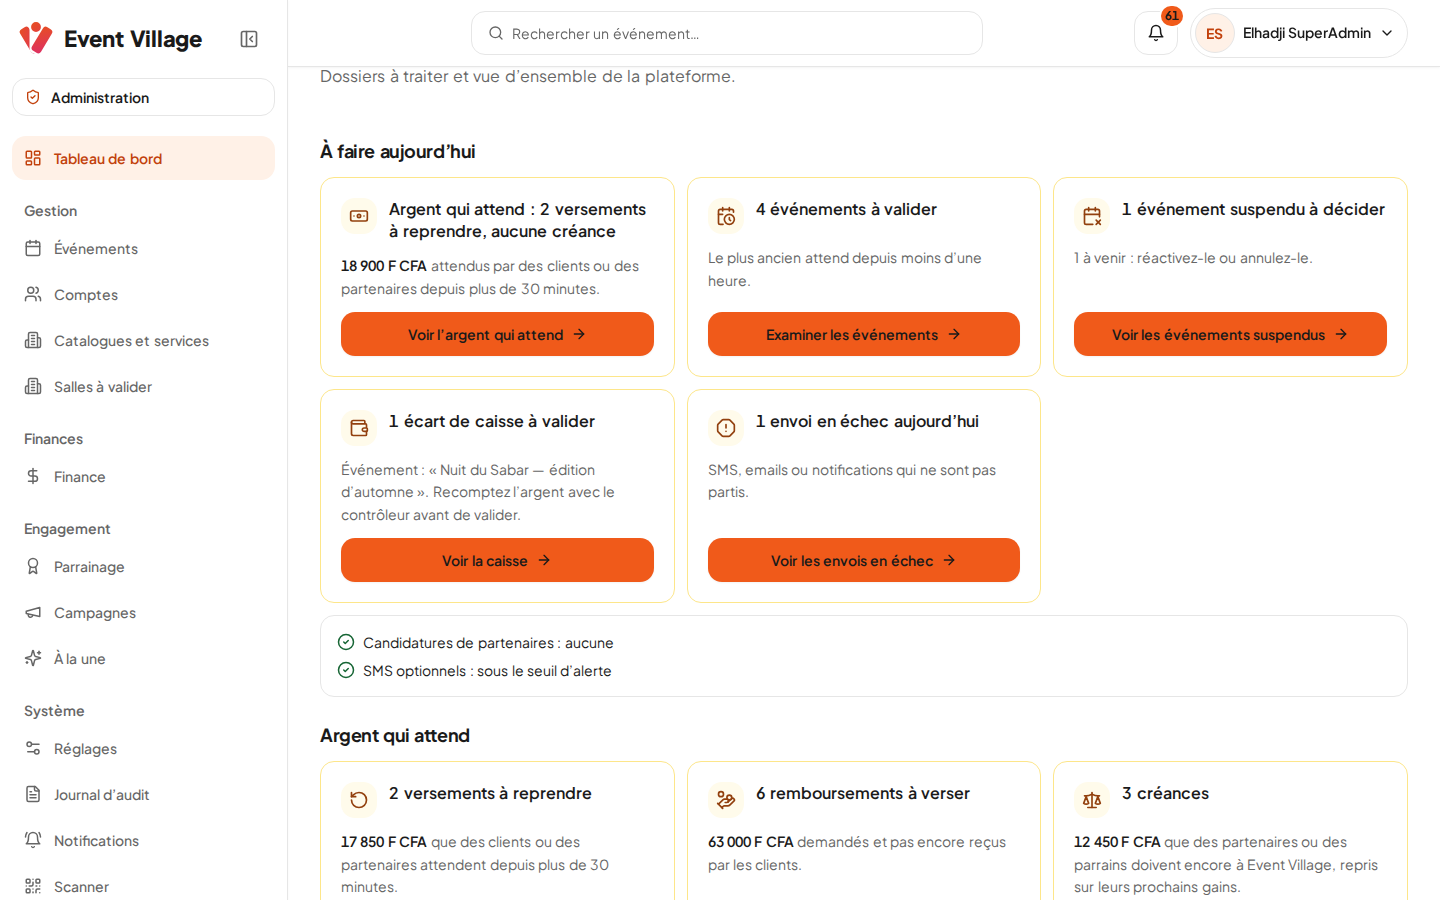 Event Village
Administration
Tableau de bord
Gestion
Événements
Comptes
Catalogues et services
Salles à valider
Finances
Finance
Engagement
Parrainage
Campagnes
À la une
Système
Réglages
Journal d'audit
Notifications
Scanner
Rechercher un événement...
61
ES
Elhadji SuperAdmin
Dossiers à traiter et vue d'ensemble de la plateforme.
À faire aujourd'hui
Argent qui attend : 2 versements
à reprendre, aucune créance
18 900 F CFA attendus par des clients ou des
partenaires depuis plus de 30 minutes.
Voir l'argent qui attend
4 événements à valider
Le plus ancien attend depuis moins d'une
heure.
Examiner les événements
1 événement suspendu à décider
1 à venir : réactivez-le ou annulez-le.
Voir les événements suspendus
1 écart de caisse à valider
Événement : « Nuit du Sabar — édition
d'automne ». Recomptez l'argent avec le
contrôleur avant de valider.
Voir la caisse
1 envoi en échec aujourd'hui
SMS, emails ou notifications qui ne sont pas
partis.
Voir les envois en échec
Candidatures de partenaires : aucune
SMS optionnels : sous le seuil d'alerte
Argent qui attend
2 versements à reprendre
17 850 F CFA que des clients ou des
partenaires attendent depuis plus de 30
minutes.
6 remboursements à verser
63 000 F CFA demandés et pas encore reçus
par les clients.
3 créances
12 450 F CFA que des partenaires ou des
parrains doivent encore à Event Village, repris
sur leurs prochains gains.